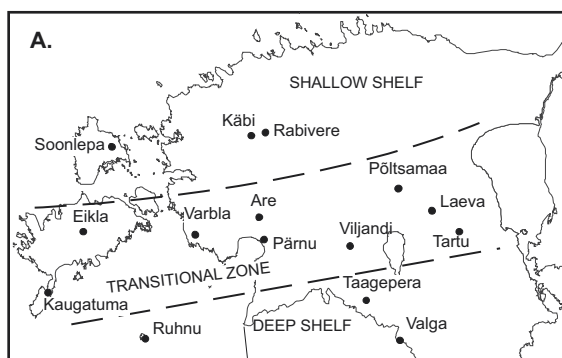 A.
SHALLOW SHELF
Käbi
Rabivere
Soonlepa
Põltsamaa
Laeva
Are
Eikla
Varbla
Viljandi
Tartu
Pärnu
TRANSITIONAL ZONE
Taagepera
Kaugatuma
Ruhnu
DEEP SHELF
Valga